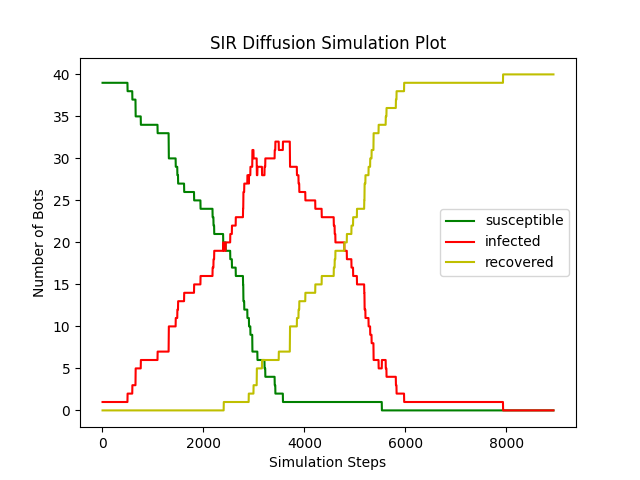 SIR Diffusion Simulation Plot
Number of Bots
40
35
30
25
20
15
10
5
0
susceptible
infected
recovered
0 2000 4000 6000 8000
Simulation Steps